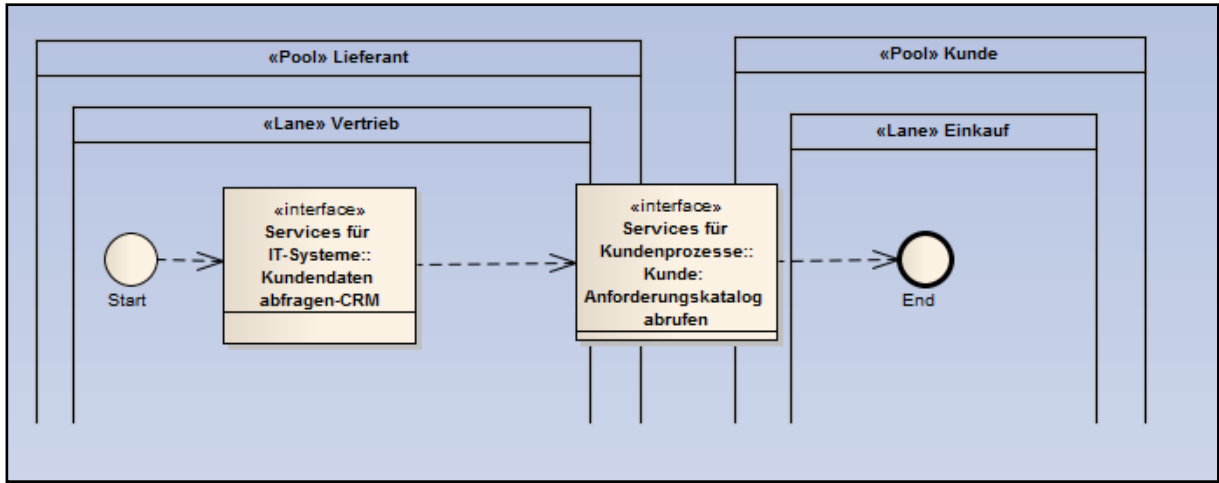 «Pool» Lieferant
«Lane» Vertrieb
Start
«interface»
Services für
IT-Systeme::
Kundendaten
abfragen-CRM
«interface»
Services für
Kundenprozesse::
Kunde:
Anforderungskatalog
abrufen
«Pool» Kunde
«Lane» Einkauf
End